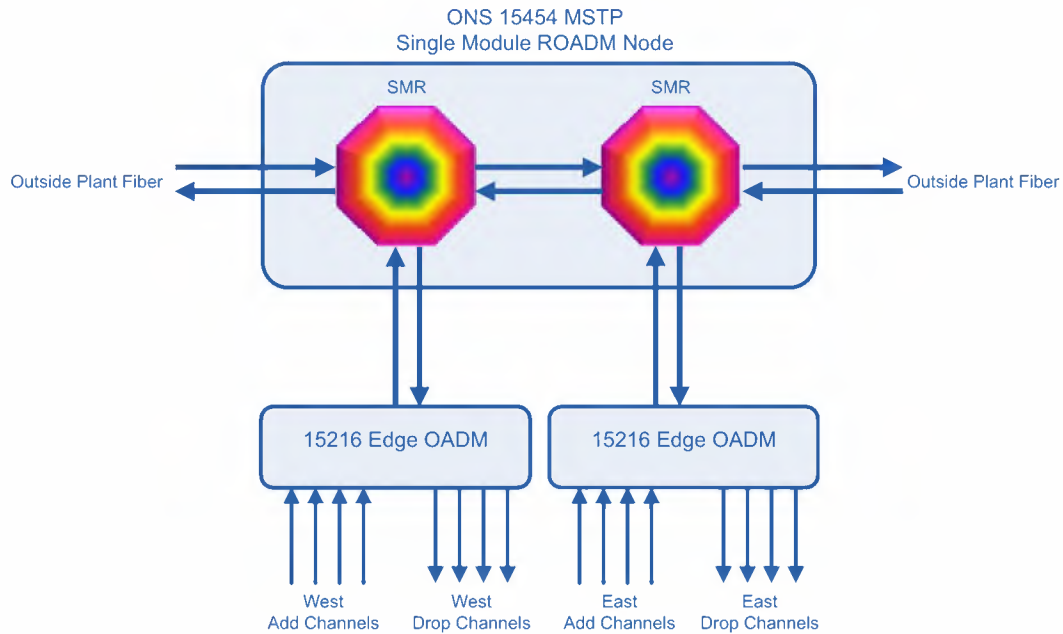 ONS 15454 MSTP
Single Module ROADM Node
SMR
SMR
Outside Plant Fiber
Outside Plant Fiber
15216 Edge OADM
15216 Edge OADM
West
Add Channels
West
Drop Channels
East
Add Channels
East
Drop Channels